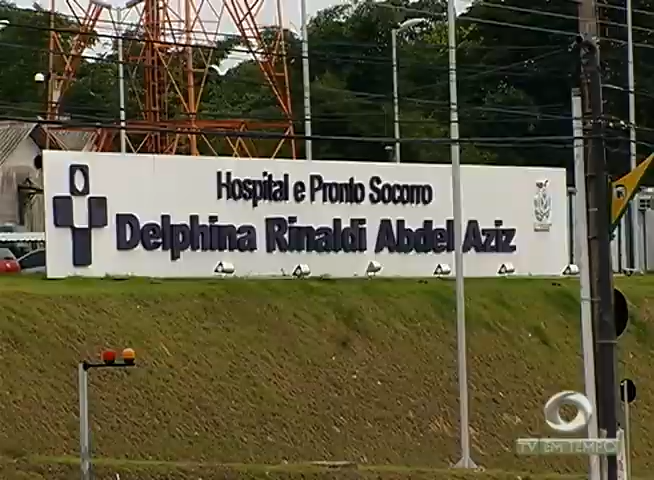 Hospital e Pronto Socorro
Delphina Rinaldi Abdel Aziz
TV EM TEMPO